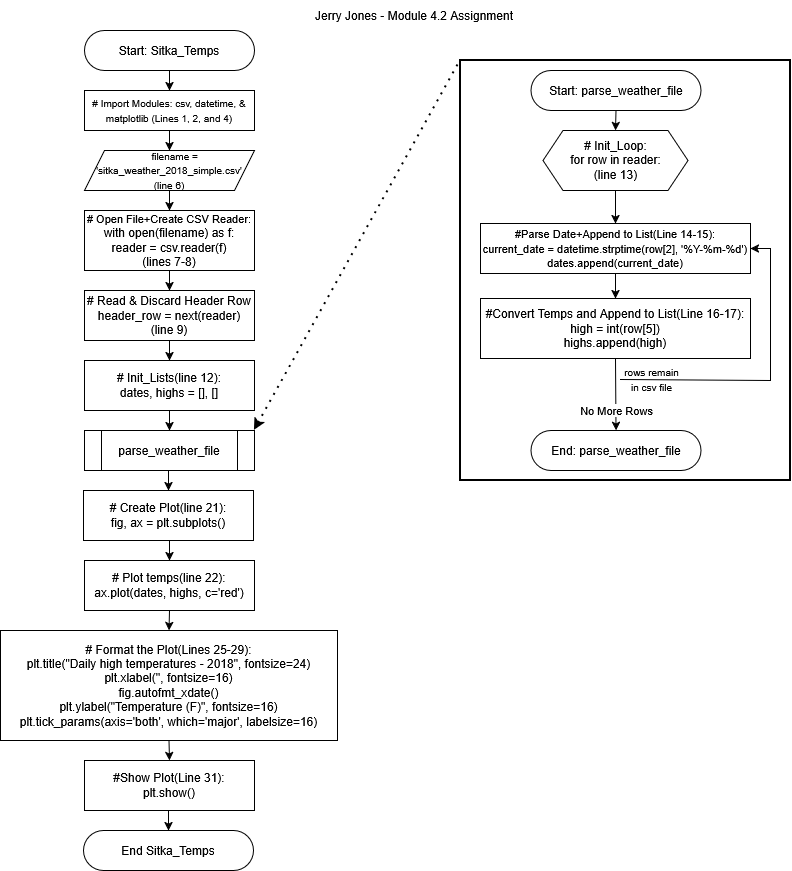 Jerry Jones - Module 4.2 Assignment
Start: Sitka_Temps
# Import Modules: csv, datetime, &
matplotlib (Lines 1, 2, and 4)
filename =
'sitka_weather_2018_simple.csv'
(line 6)
# Open File+Create CSV Reader:
with open(filename) as f:
reader = csv.reader(f)
(lines 7-8)
# Read & Discard Header Row
header_row = next(reader)
(line 9)
# Init_Lists(line 12):
dates, highs = [], []
parse_weather_file
# Create Plot(line 21):
fig, ax = plt.subplots()
# Plot temps(line 22):
ax.plot(dates, highs, c='red')
# Format the Plot(Lines 25-29):
plt.title("Daily high temperatures - 2018", fontsize=24)
plt.xlabel('', fontsize=16)
fig.autofmt_xdate()
plt.ylabel("Temperature (F)", fontsize=16)
plt.tick_params(axis='both', which='major', labelsize=16)
#Show Plot(Line 31):
plt.show()
End Sitka_Temps
Start: parse_weather_file
# Init_Loop:
for row in reader:
(line 13)
#Parse Date+Append to List(Line 14-15):
current_date = datetime.strptime(row[2], '%Y-%m-%d')
dates.append(current_date)
#Convert Temps and Append to List(Line 16-17):
high = int(row[5])
highs.append(high)
rows remain
in csv file
No More Rows
End: parse_weather_file